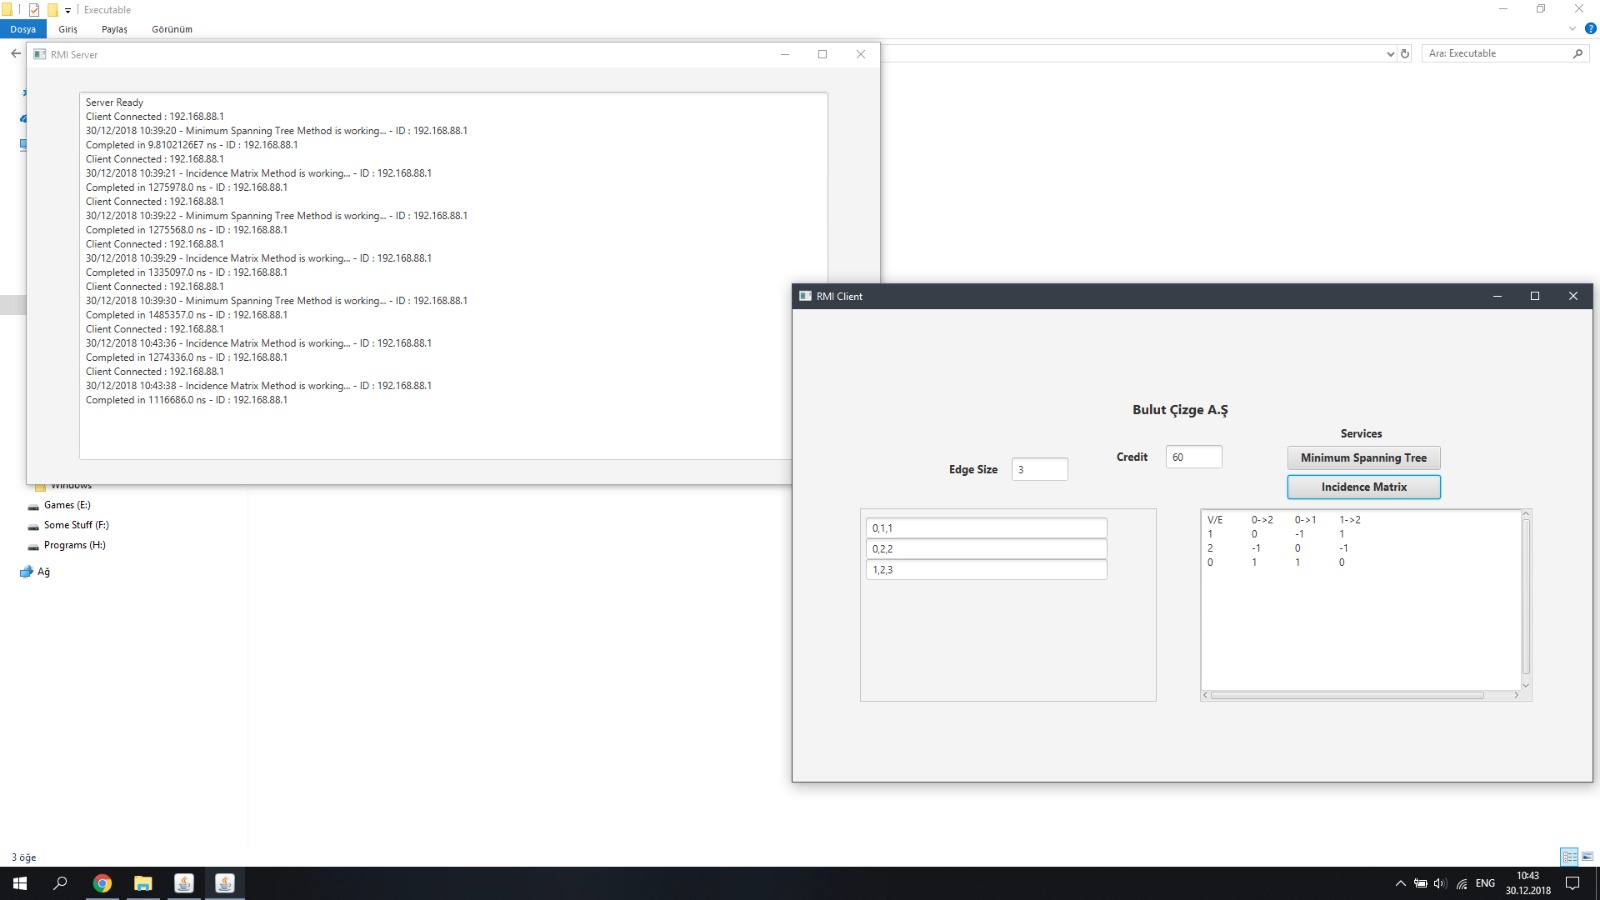 Executable
Dosya Giriş Paylaş Görünüm
RMI Server
Ara: Executable
Server Ready
Client Connected : 192.168.88.1
30/12/2018 10:39:20 - Minimum Spanning Tree Method is working... - ID : 192.168.88.1
Completed in 9.8102126E7 ns - ID : 192.168.88.1
Client Connected : 192.168.88.1
30/12/2018 10:39:21 - Incidence Matrix Method is working... - ID : 192.168.88.1
Completed in 1275978.0 ns - ID : 192.168.88.1
Client Connected : 192.168.88.1
30/12/2018 10:39:22 - Minimum Spanning Tree Method is working... - ID : 192.168.88.1
Completed in 1275568.0 ns - ID : 192.168.88.1
Client Connected : 192.168.88.1
30/12/2018 10:39:29 - Incidence Matrix Method is working... - ID : 192.168.88.1
Completed in 1335097.0 ns - ID : 192.168.88.1
Client Connected : 192.168.88.1
30/12/2018 10:39:30 - Minimum Spanning Tree Method is working... - ID : 192.168.88.1
Completed in 1485357.0 ns - ID : 192.168.88.1
Client Connected : 192.168.88.1
30/12/2018 10:43:36 - Incidence Matrix Method is working... - ID : 192.168.88.1
Completed in 1274336.0 ns - ID : 192.168.88.1
Client Connected : 192.168.88.1
30/12/2018 10:43:38 - Incidence Matrix Method is working... - ID : 192.168.88.1
Completed in 1116686.0 ns - ID : 192.168.88.1
Windows
Games (E:)
Some Stuff (F:)
Programs (H:)
Ağ
RMI Client
Bulut Çizge A.Ş
Services
Credit 60 Minimum Spanning Tree
Edge Size 3
Incidence Matrix
0,1,1
0,2,2
1,2,3
V/E 0->2 0->1 1->2
1 0 -1 1
2 -1 0 -1
0 1 1 0
3 öğe
ENG
10:43
30.12.2018